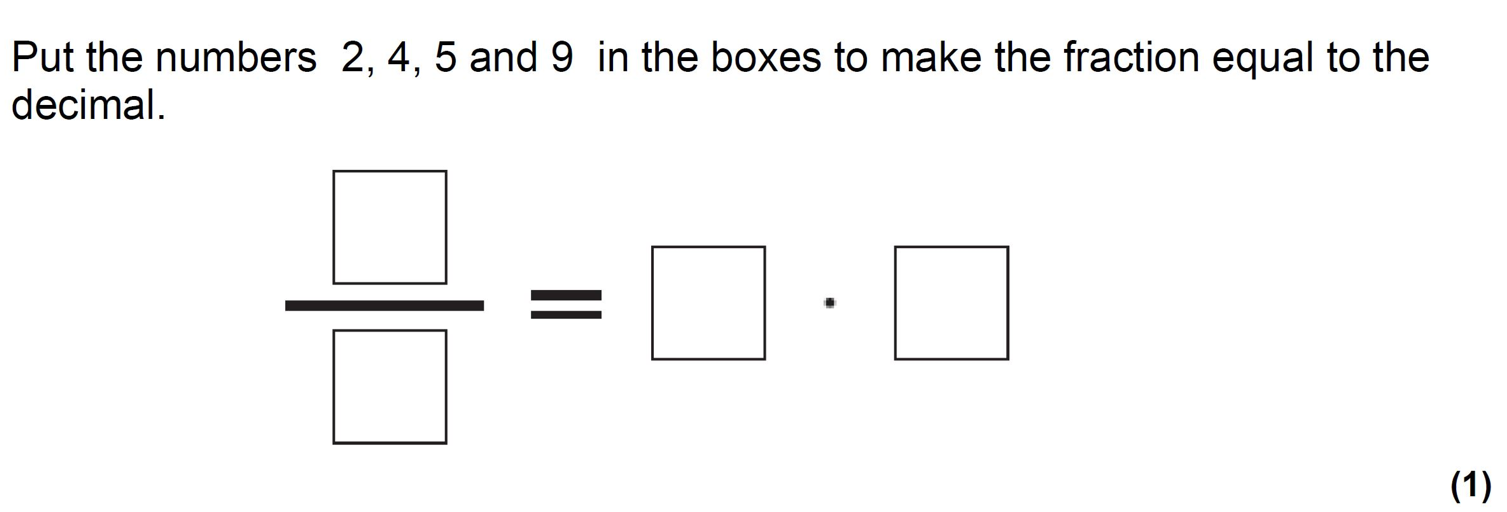 Put the numbers 2, 4, 5 and 9 in the boxes to make the fraction equal to the
decimal.
= .
(1)